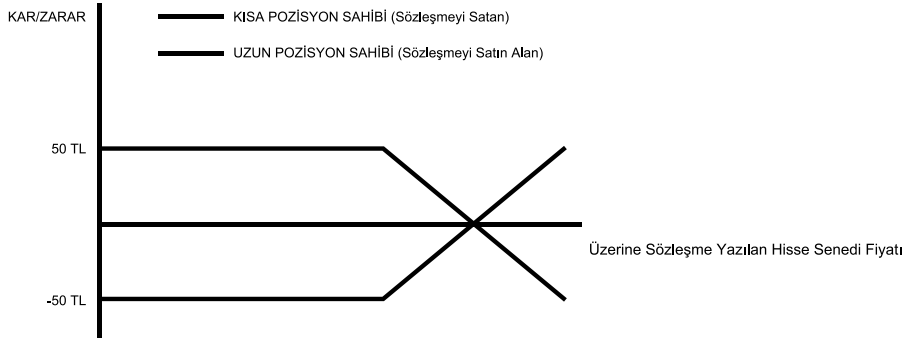 KAR/ZARAR
KISA POZİSYON SAHİBİ (Sözleşmeyi Satan)
UZUN POZİSYON SAHİBİ (Sözleşmeyi Satın Alan)
50 TL
Üzerine Sözleşme Yazılan Hisse Senedi Fiyatı
-50 TL